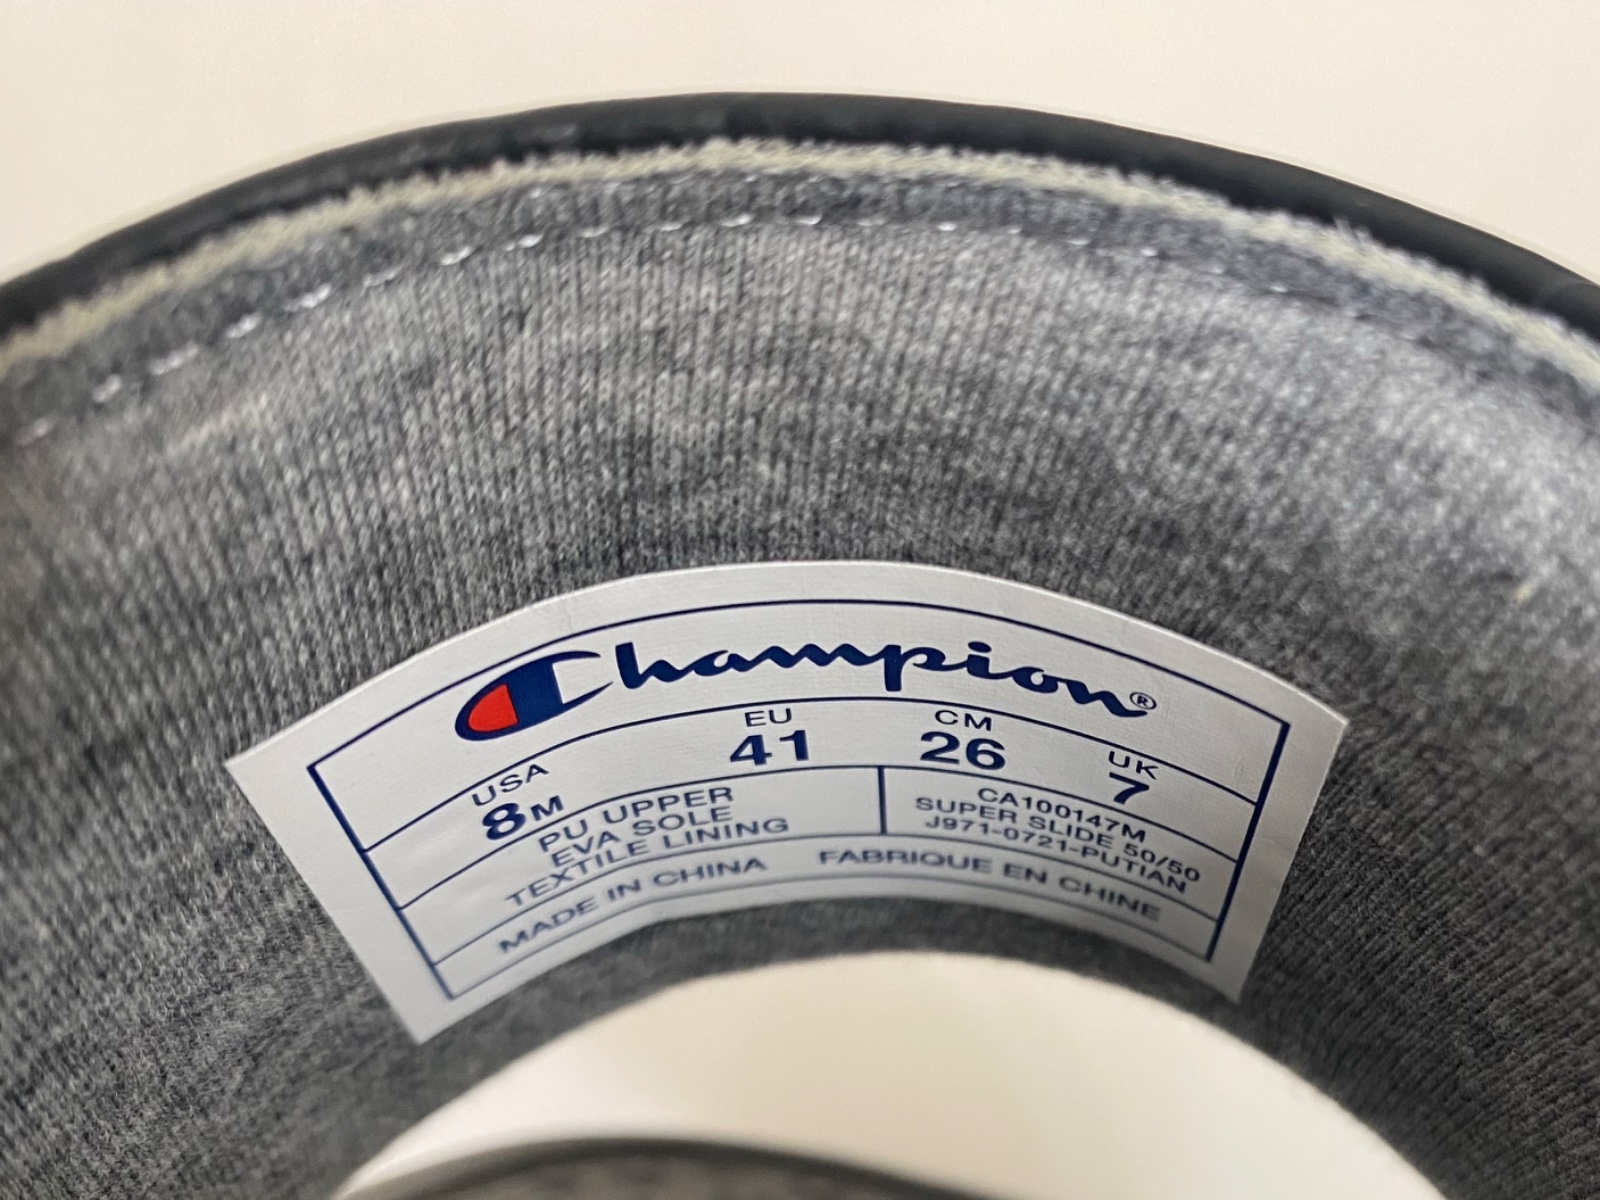 Champion®
USA EU CM UK
8M 41 26 7
PU UPPER
EVA SOLE
TEXTILE LINING
CA100147M
SUPER SLIDE 50/50
J971-0721-PUTIAN
MADE IN CHINA FABRIQUE EN CHINE